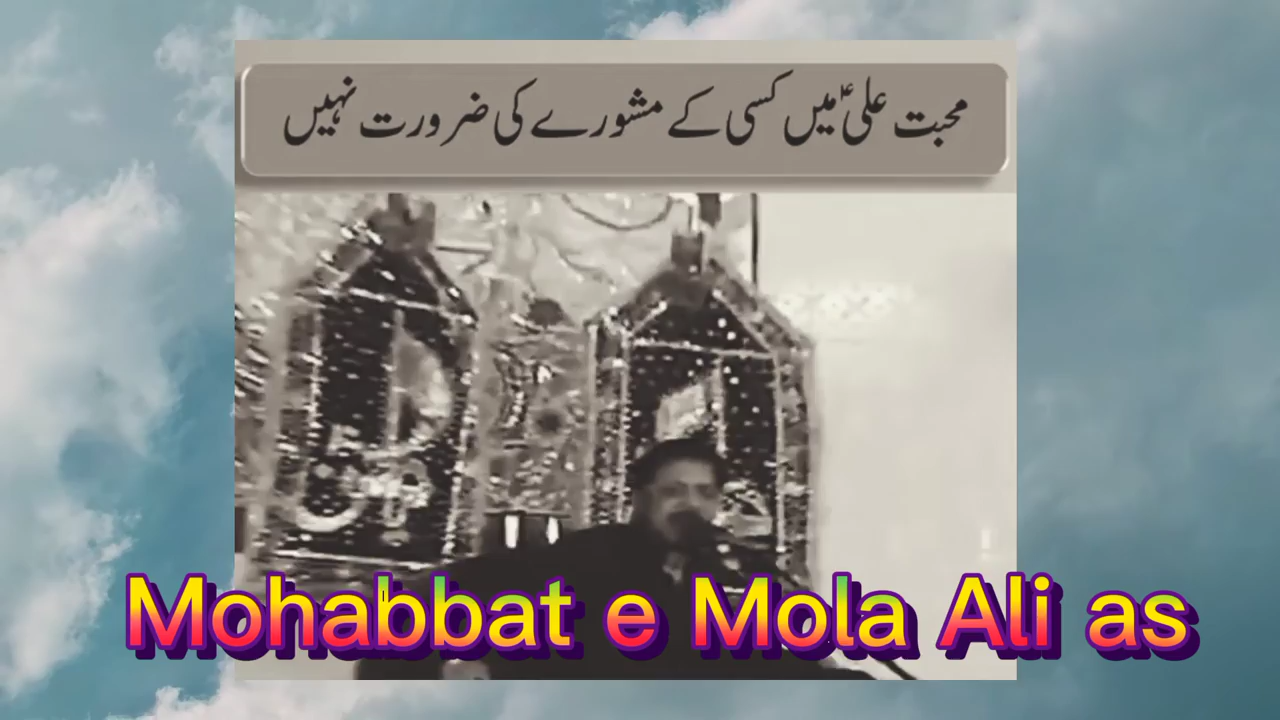 محبت علیؑ میں کسی کے مشورے کی ضرورت نہیں
Mohabbat e Mola Ali as